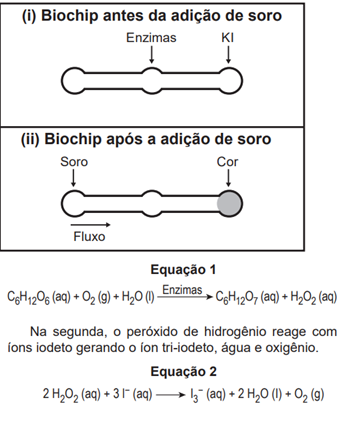 (i) Biochip antes da adição de soro
Enzimas KI
(ii) Biochip após a adição de soro
Soro Cor
Fluxo
Equação 1
C₆H₁₂O₆ (aq) + O₂ (g) + H₂O (l) Enzimas → C₆H₁₂O₇ (aq) + H₂O₂ (aq)
Na segunda, o peróxido de hidrogênio reage com
íons iodeto gerando o íon tri-iodeto, água e oxigênio.
Equação 2
2 H₂O₂ (aq) + 3 I⁻ (aq) → I₃⁻ (aq) + 2 H₂O (l) + O₂ (g)